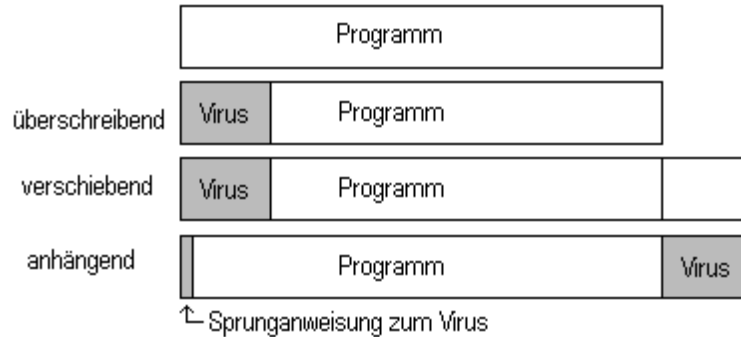 Programm
überschreibend Virus Programm
verschiebend Virus Programm
anhängend Programm Virus
Sprunganweisung zum Virus